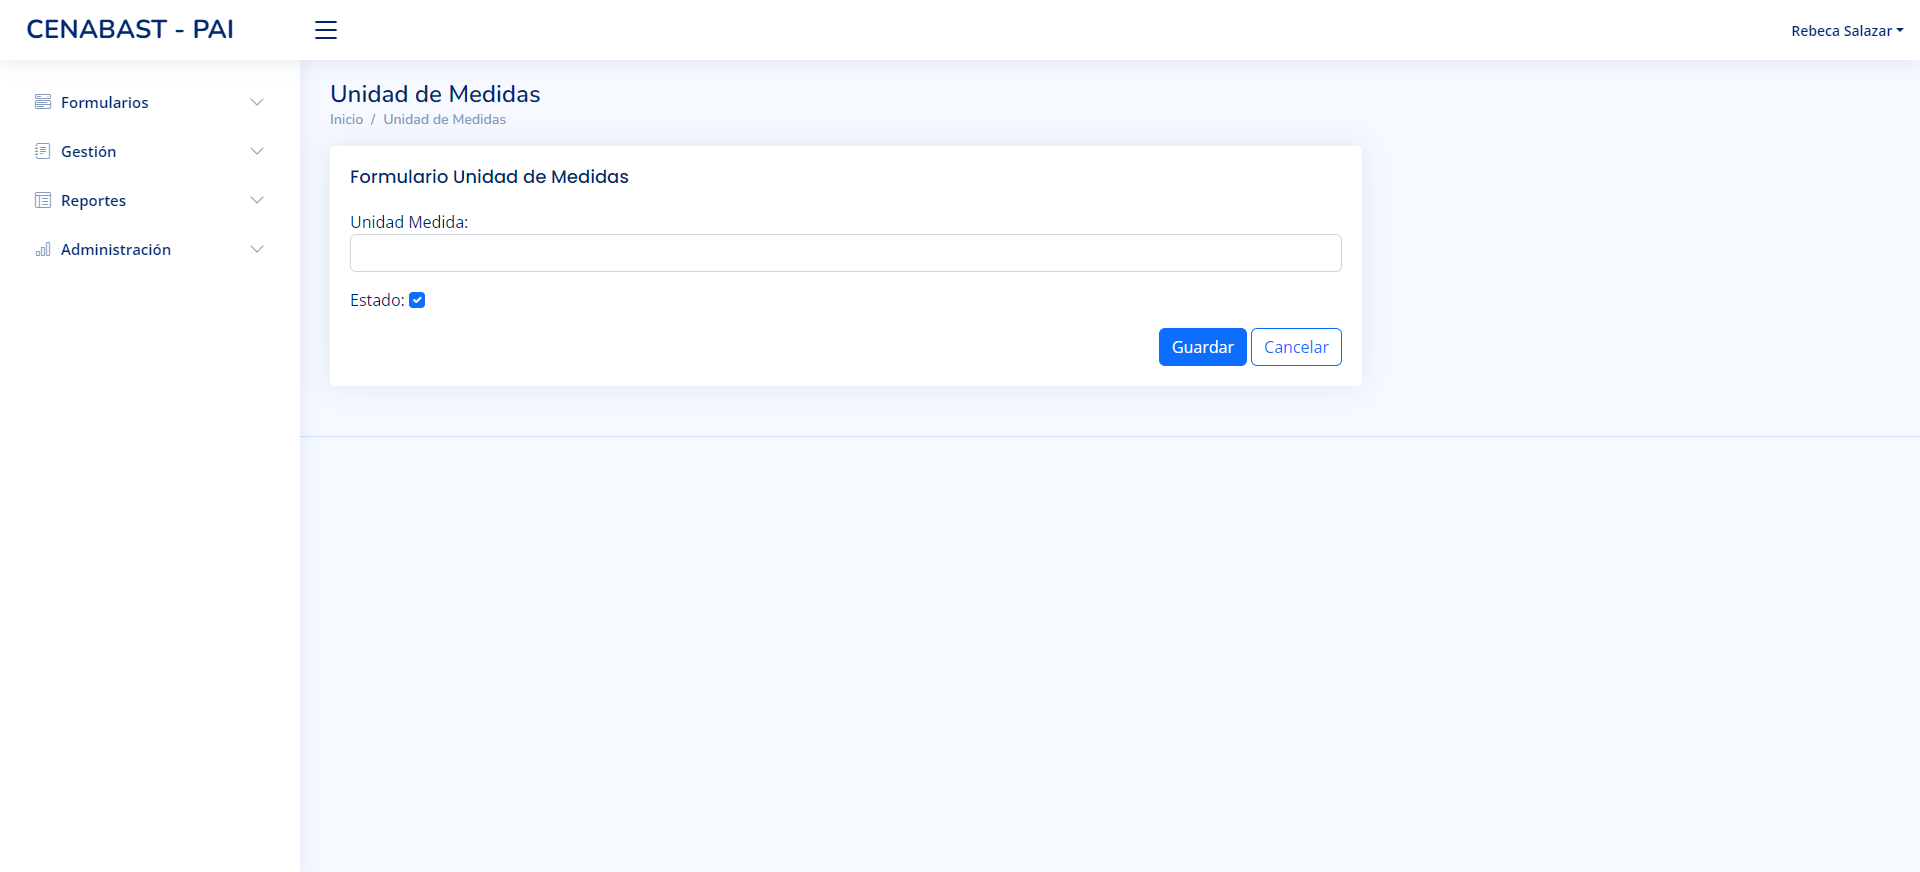 CENABAST - PAI
Rebeca Salazar
Formularios
Gestión
Reportes
Administración
Unidad de Medidas
Inicio / Unidad de Medidas
Formulario Unidad de Medidas
Unidad Medida:
Estado:
Guardar Cancelar